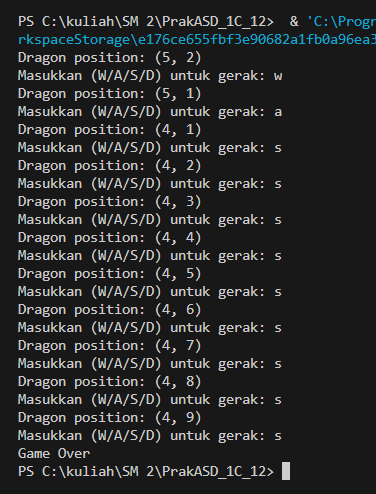 PS C:\kuliah\SM 2\PrakASD_1C_12>  & 'C:\Progr
rkspaceStorage\e176ce655fbf3e90682a1fb0a96ea3
Dragon position: (5, 2)
Masukkan (W/A/S/D) untuk gerak: w
Dragon position: (5, 1)
Masukkan (W/A/S/D) untuk gerak: a
Dragon position: (4, 1)
Masukkan (W/A/S/D) untuk gerak: s
Dragon position: (4, 2)
Masukkan (W/A/S/D) untuk gerak: s
Dragon position: (4, 3)
Masukkan (W/A/S/D) untuk gerak: s
Dragon position: (4, 4)
Masukkan (W/A/S/D) untuk gerak: s
Dragon position: (4, 5)
Masukkan (W/A/S/D) untuk gerak: s
Dragon position: (4, 6)
Masukkan (W/A/S/D) untuk gerak: s
Dragon position: (4, 7)
Masukkan (W/A/S/D) untuk gerak: s
Dragon position: (4, 8)
Masukkan (W/A/S/D) untuk gerak: s
Dragon position: (4, 9)
Masukkan (W/A/S/D) untuk gerak: s
Game Over
PS C:\kuliah\SM 2\PrakASD_1C_12>